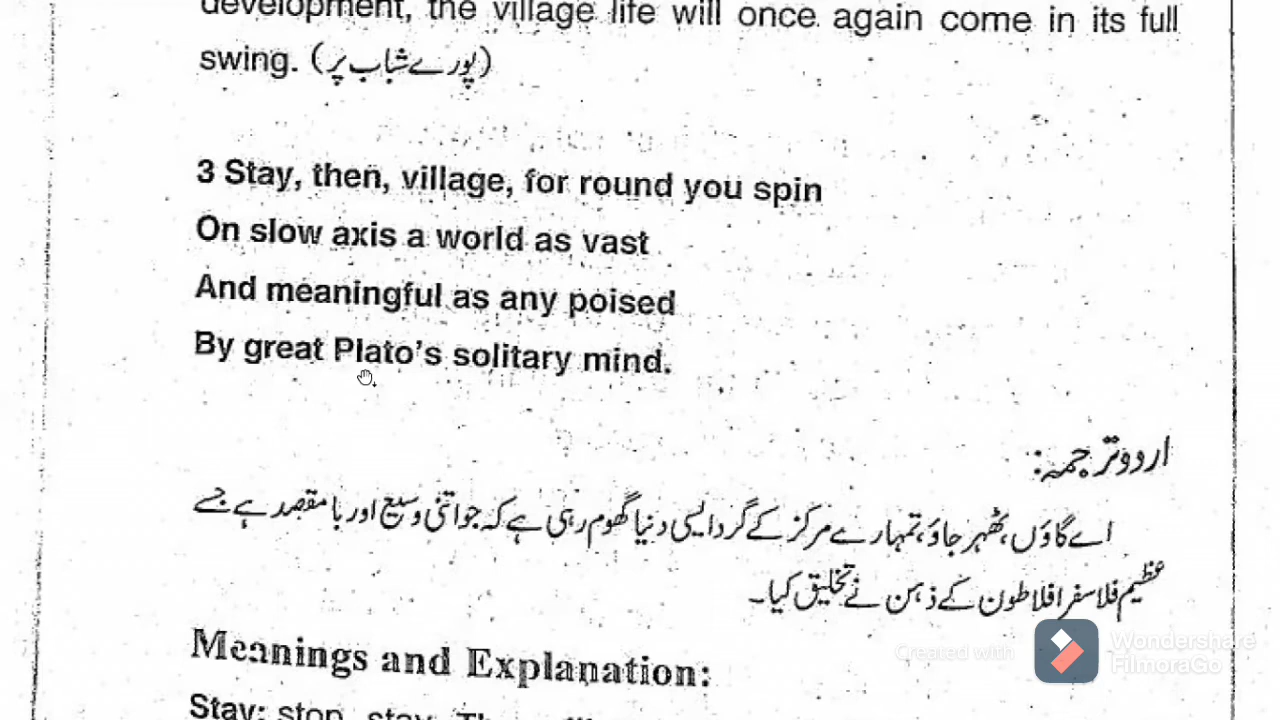 development, the village life will once again come in its full
swing. (پورے شباب پر)
3 Stay, then, village, for round you spin
On slow axis a world as vast
And meaningful as any poised
By great Plato's solitary mind.
اردو ترجمہ:
اے گاؤں، ٹھہر جاؤ، تمہارے مرکز کے گرد ایسی دنیا گھوم رہی ہے کہ جو اتنی وسیع اور با مقصد ہے جسے
عظیم فلاسفر افلاطون کے ذہن نے تخلیق کیا۔
Meanings and Explanation:
Stay: stop, stay.
Created with
Wondershare
FilmoraGo